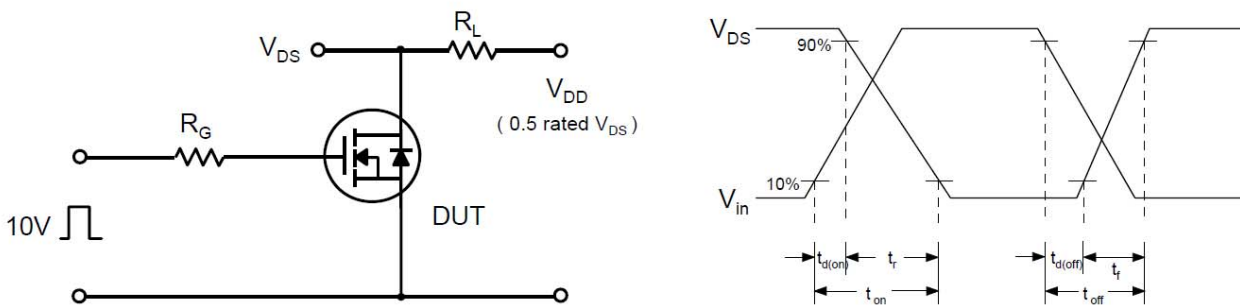 V_DS
R_L
V_DD
( 0.5 rated V_DS )
R_G
10V
DUT
V_DS
90%
10%
V_in
t_d(on)
t_r
t_on
t_d(off)
t_f
t_off